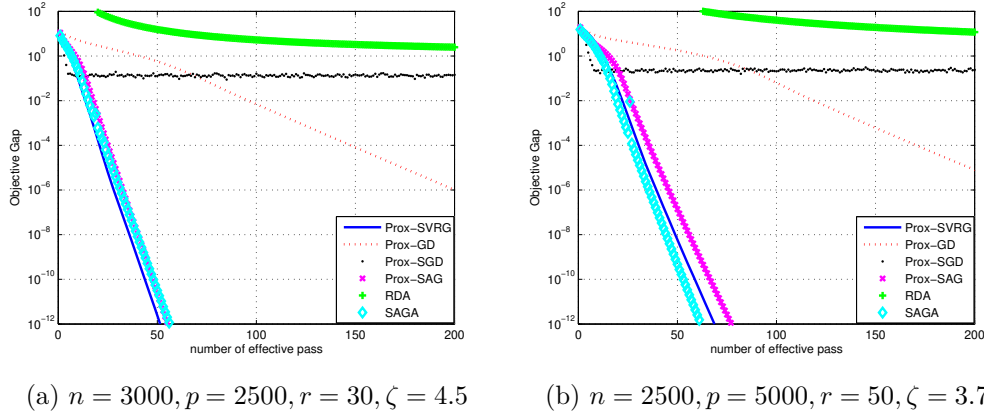 10^2
10^0
10^-2
10^-4
10^-6
10^-8
10^-10
10^-12
Objective Gap
0 50 100 150 200
number of effective pass
Prox−SVRG
Prox−GD
Prox−SGD
Prox−SAG
RDA
SAGA
(a) n = 3000, p = 2500, r = 30, ζ = 4.5
10^2
10^0
10^-2
10^-4
10^-6
10^-8
10^-10
10^-12
Objective Gap
0 50 100 150 200
number of effective pass
Prox−SVRG
Prox−GD
Prox−SGD
Prox−SAG
RDA
SAGA
(b) n = 2500, p = 5000, r = 50, ζ = 3.7